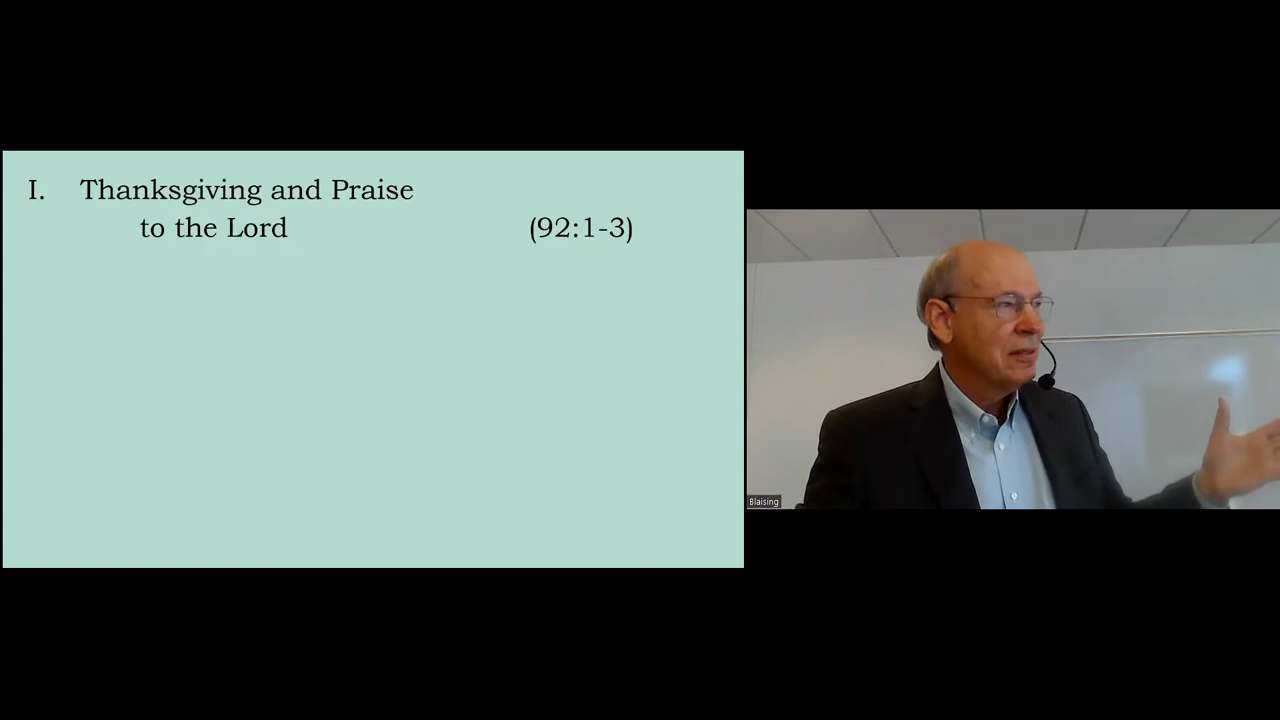 I. Thanksgiving and Praise
to the Lord (92:1-3)
Blaising